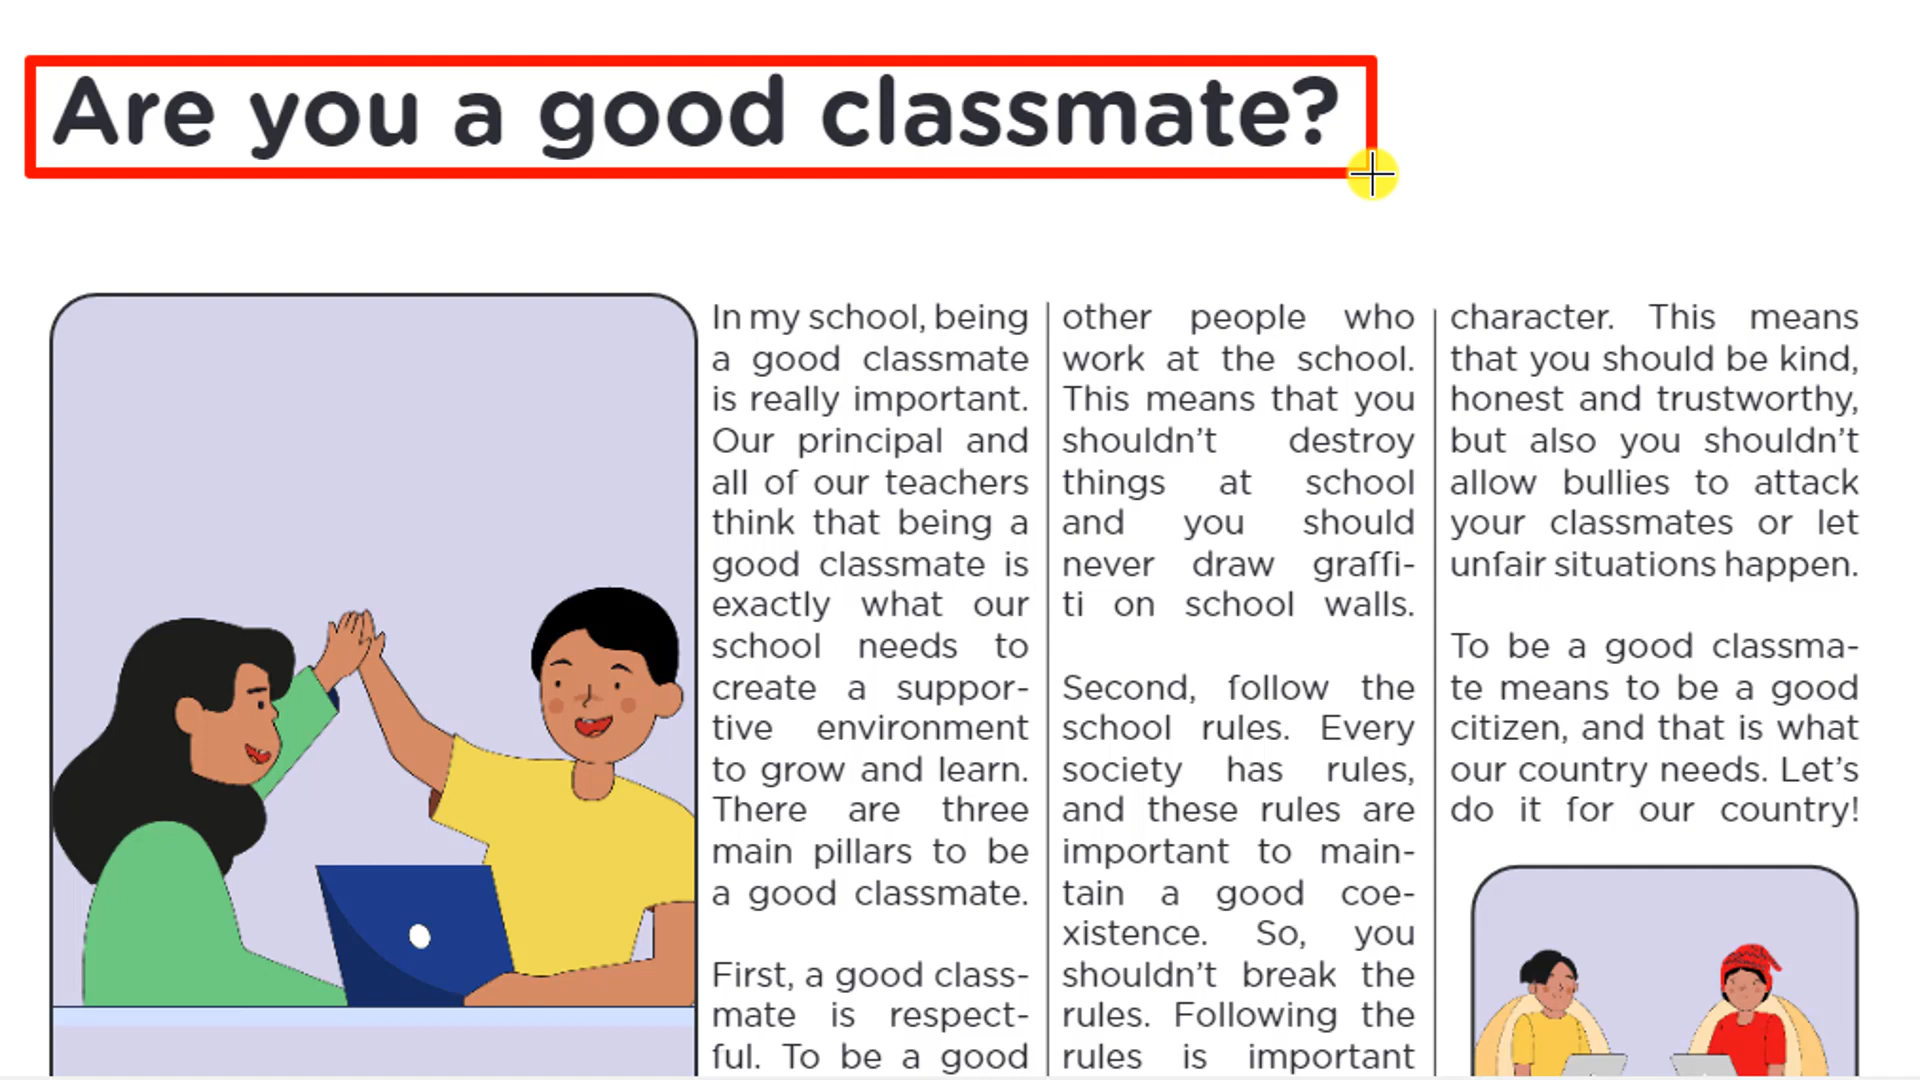 Are you a good classmate?
In my school, being
a good classmate
is really important.
Our principal and
all of our teachers
think that being a
good classmate is
exactly what our
school needs to
create a suppor-
tive environment
to grow and learn.
There are three
main pillars to be
a good classmate.
First, a good class-
mate is respect-
ful. To be a good
other people who
work at the school.
This means that you
shouldn't destroy
things at school
and you should
never draw graffi-
ti on school walls.
Second, follow the
school rules. Every
society has rules,
and these rules are
important to main-
tain a good coe-
xistence. So, you
shouldn't break the
rules. Following the
rules is important
character. This means
that you should be kind,
honest and trustworthy,
but also you shouldn't
allow bullies to attack
your classmates or let
unfair situations happen.
To be a good classma-
te means to be a good
citizen, and that is what
our country needs. Let's
do it for our country!